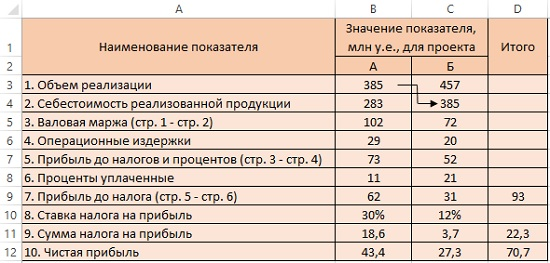 A B C D
1 Наименование показателя Значение показателя, млн у.е., для проекта Итого
2 А Б
3 1. Объем реализации 385 457
4 2. Себестоимость реализованной продукции 283 385
5 3. Валовая маржа (стр. 1 - стр. 2) 102 72
6 4. Операционные издержки 29 20
7 5. Прибыль до налогов и процентов (стр. 3 - стр. 4) 73 52
8 6. Проценты уплаченные 11 21
9 7. Прибыль до налога (стр. 5 - стр. 6) 62 31 93
10 8. Ставка налога на прибыль 30% 12%
11 9. Сумма налога на прибыль 18,6 3,7 22,3
12 10. Чистая прибыль 43,4 27,3 70,7